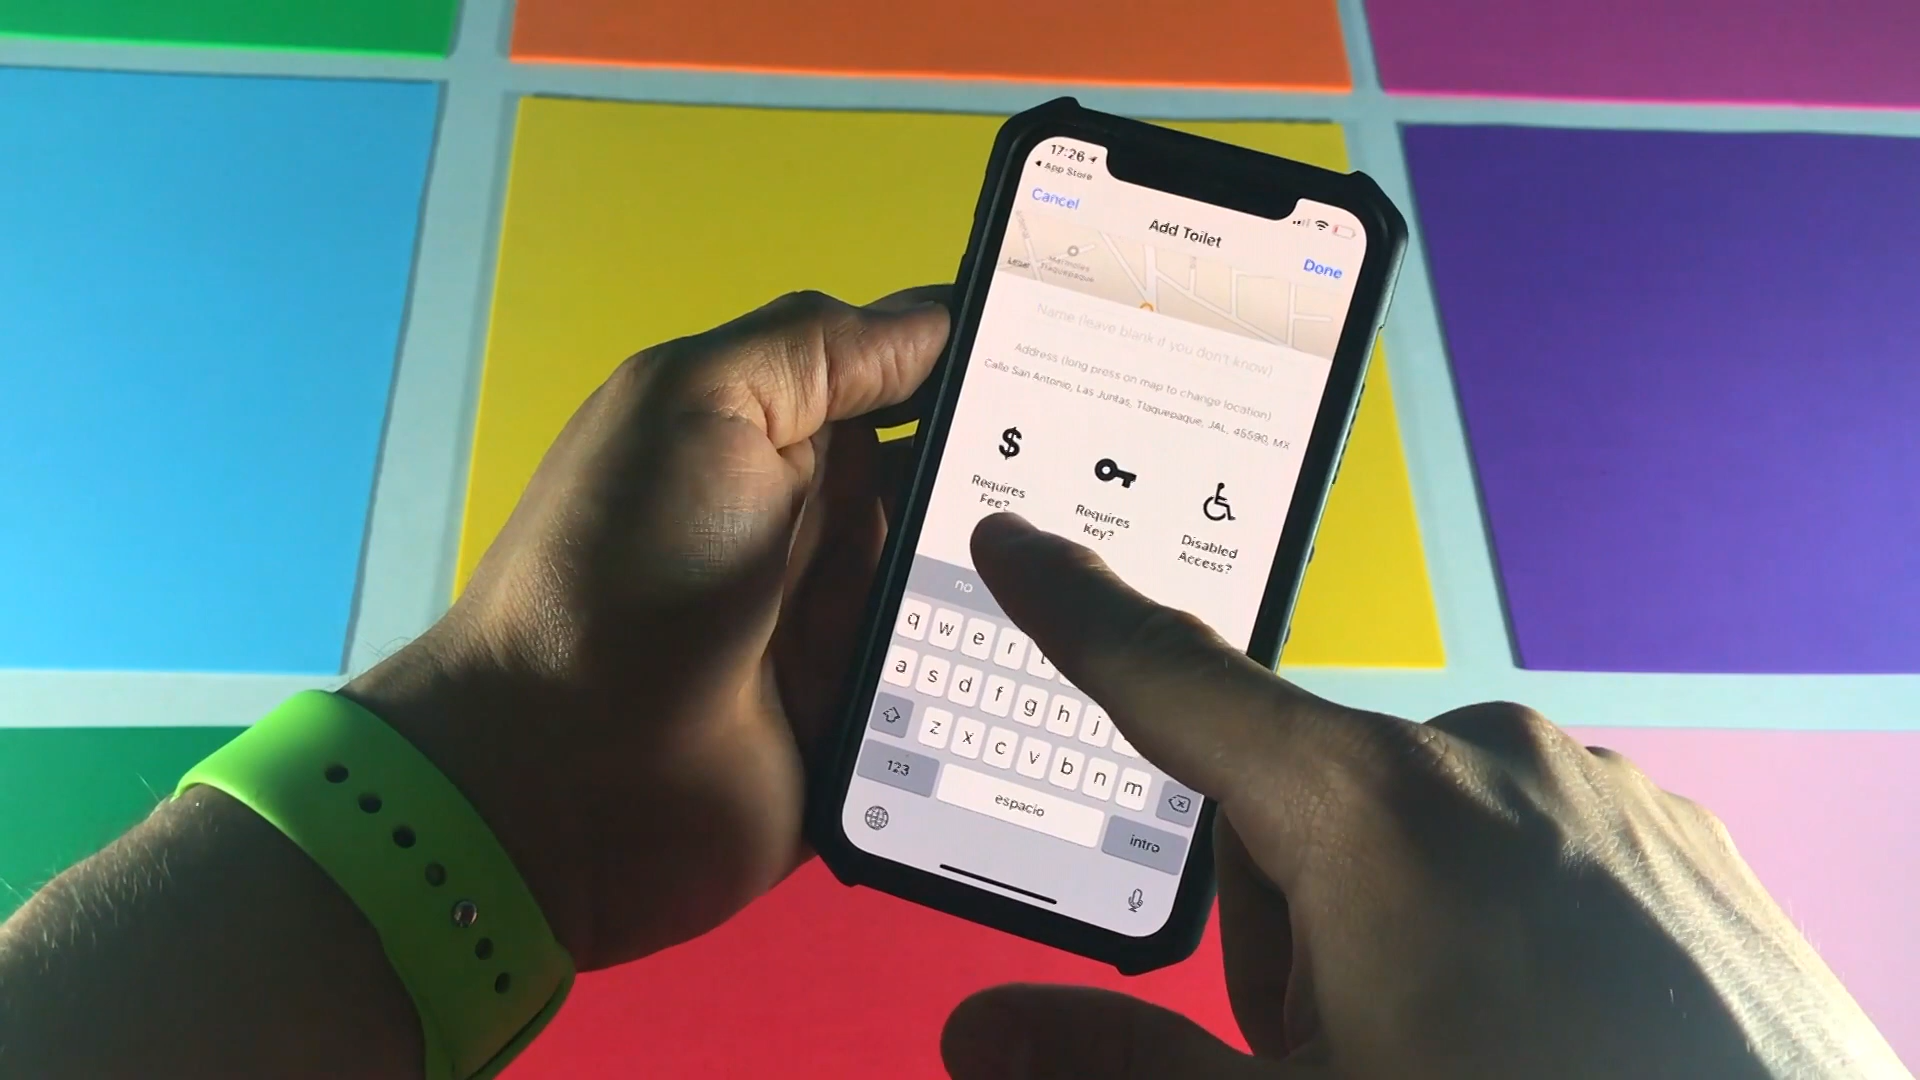 17:26
App Store
Cancel
Add Toilet
Done
Legal
Tlaquepaque
Name (leave blank if you don't know)
Address (long press on map to change location)
Calle San Antonio, Las Juntas, Tlaquepaque, JAL, 45590, MX
$
Requires
Fee?
Requires
Key?
Disabled
Access?
no
q w e r
a s d f g h j
z x c v b n m
123
espacio
intro